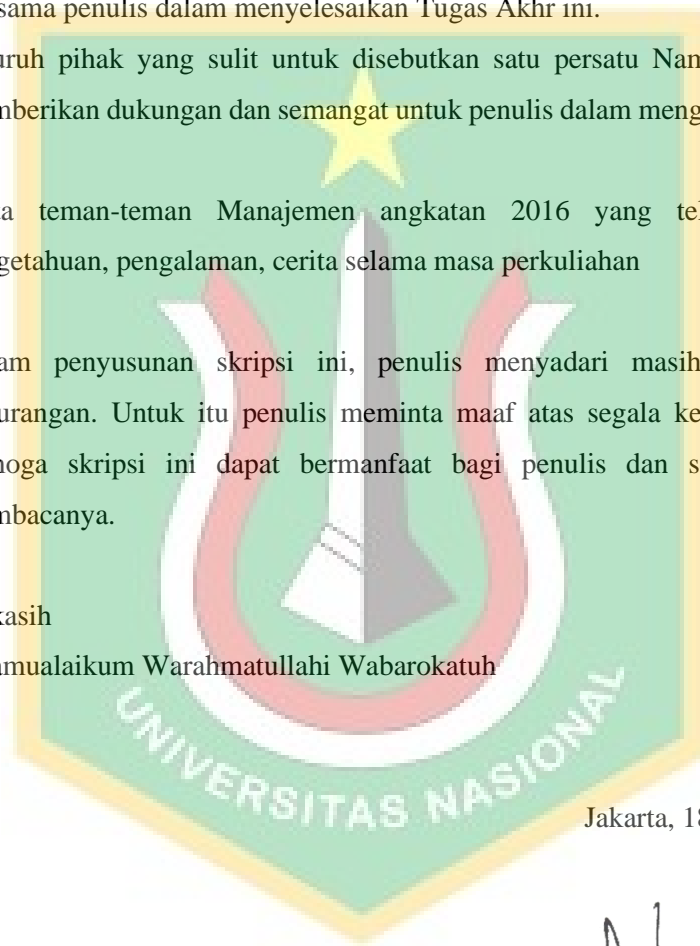 sama penulis dalam menyelesaikan Tugas Akhr ini.
uruh pihak yang sulit untuk disebutkan satu persatu Nam
mberikan dukungan dan semangat untuk penulis dalam meng
a teman-teman Manajemen angkatan 2016 yang tel
getahuan, pengalaman, cerita selama masa perkuliahan
am penyusunan skripsi ini, penulis menyadari masih
urangan. Untuk itu penulis meminta maaf atas segala ke
noga skripsi ini dapat bermanfaat bagi penulis dan s
mbacanya.
kasih
amualaikum Warahmatullahi Wabarokatuh
UNIVERSITAS NASIONAL
Jakarta, 18